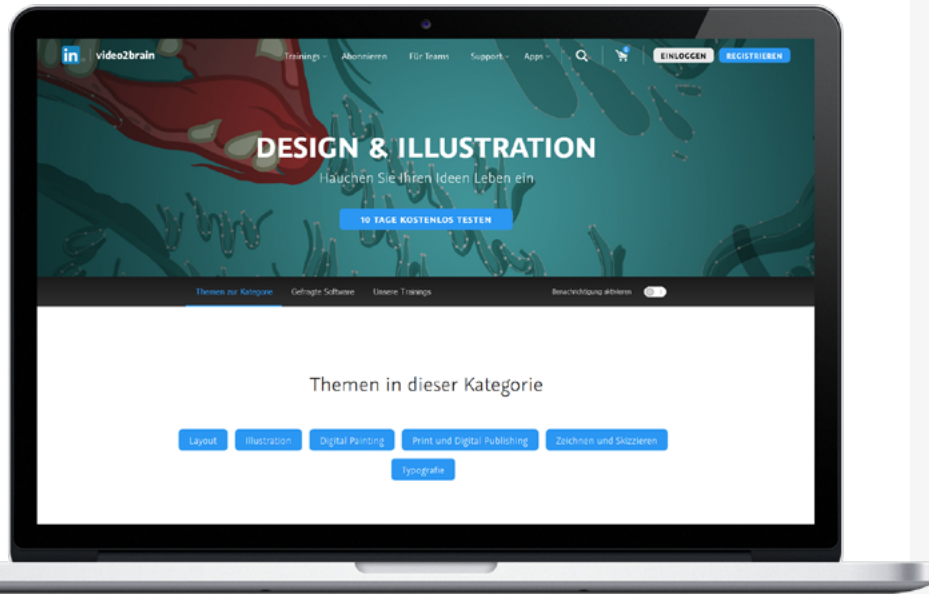 in video2brain Trainings Abonnieren Für Teams Support Apps EINLOGGEN REGISTRIEREN
DESIGN & ILLUSTRATION
Hauchen Sie Ihren Ideen Leben ein
10 TAGE KOSTENLOS TESTEN
Themen zur Kategorie Gefragte Software Unsere Trainings Benachrichtigung aktivieren
Themen in dieser Kategorie
Layout Illustration Digital Painting Print und Digital Publishing Zeichnen und Skizzieren
Typografie